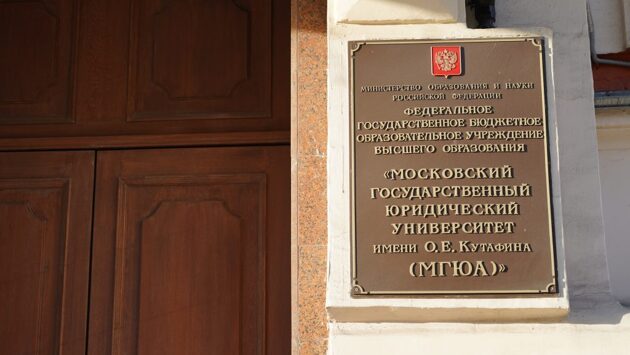 МИНИСТЕРСТВО ОБРАЗОВАНИЯ И НАУКИ
РОССИЙСКОЙ ФЕДЕРАЦИИ
ФЕДЕРАЛЬНОЕ
ГОСУДАРСТВЕННОЕ БЮДЖЕТНОЕ
ОБРАЗОВАТЕЛЬНОЕ УЧРЕЖДЕНИЕ
ВЫСШЕГО ОБРАЗОВАНИЯ
«МОСКОВСКИЙ
ГОСУДАРСТВЕННЫЙ
ЮРИДИЧЕСКИЙ
УНИВЕРСИТЕТ
ИМЕНИ О.Е. КУТАФИНА
(МГЮА)»